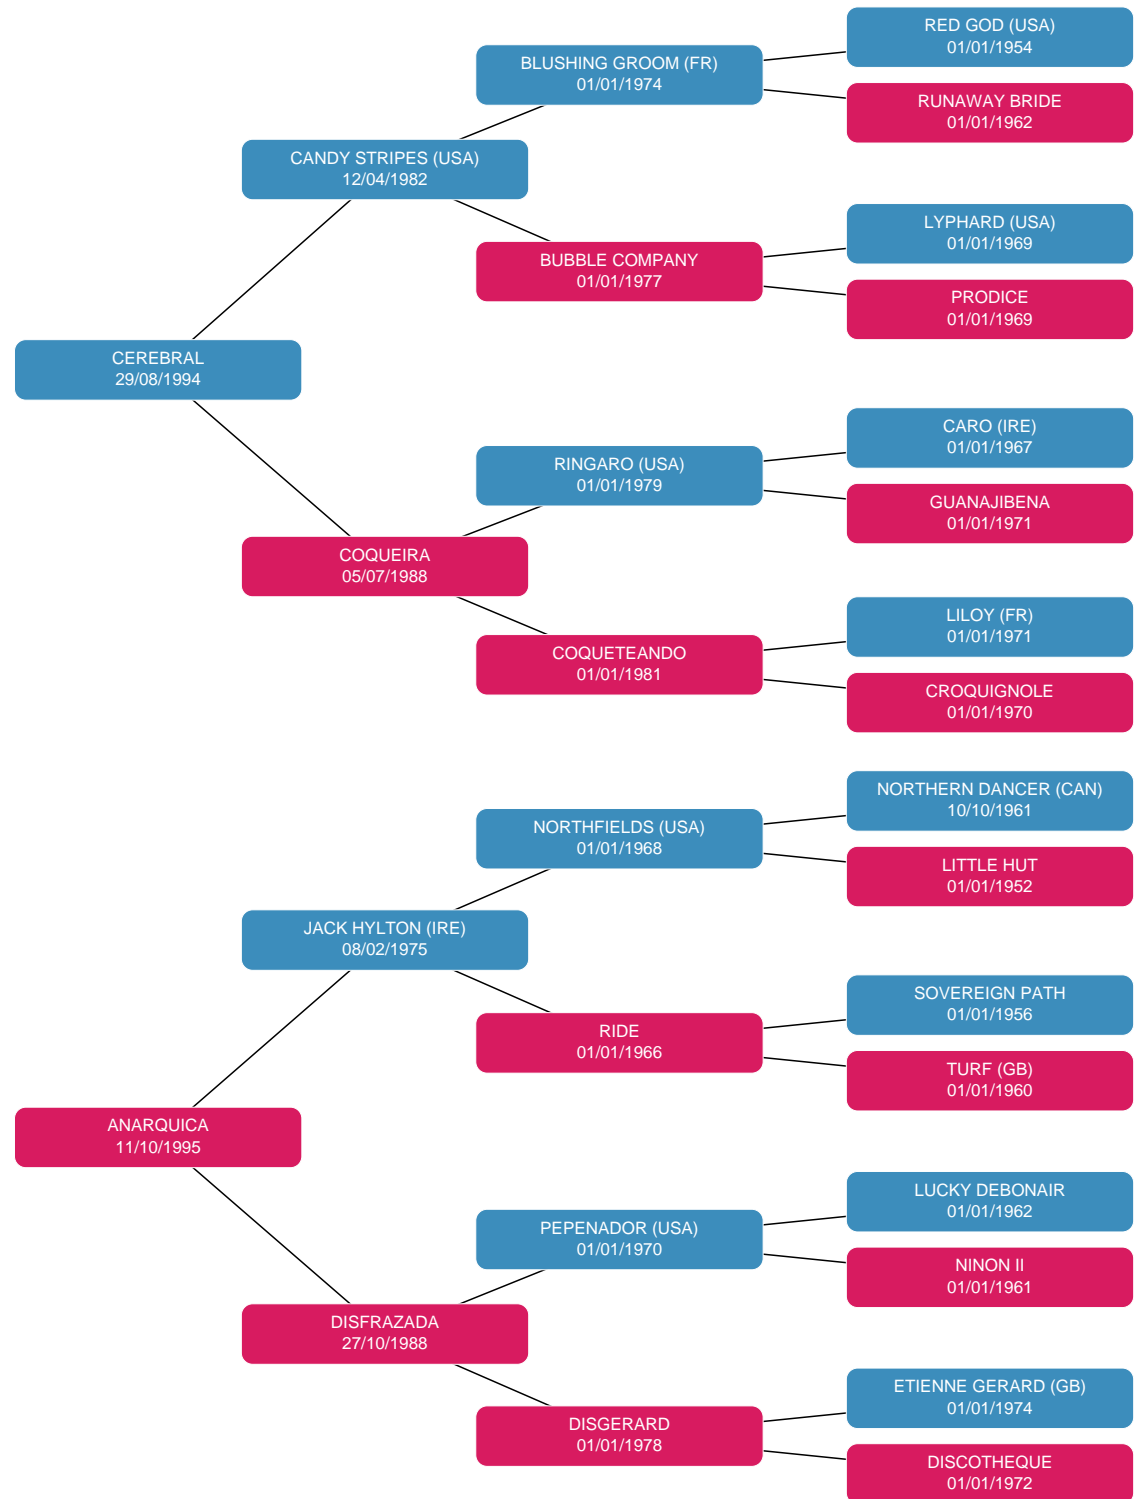 RED GOD (USA)
01/01/1954
BLUSHING GROOM (FR)
01/01/1974
RUNAWAY BRIDE
01/01/1962
CANDY STRIPES (USA)
12/04/1982
LYPHARD (USA)
01/01/1969
BUBBLE COMPANY
01/01/1977
PRODICE
01/01/1969
CEREBRAL
29/08/1994
CARO (IRE)
01/01/1967
RINGARO (USA)
01/01/1979
GUANAJIBENA
01/01/1971
COQUEIRA
05/07/1988
LILOY (FR)
01/01/1971
COQUETEANDO
01/01/1981
CROQUIGNOLE
01/01/1970
NORTHERN DANCER (CAN)
10/10/1961
NORTHFIELDS (USA)
01/01/1968
LITTLE HUT
01/01/1952
JACK HYLTON (IRE)
08/02/1975
SOVEREIGN PATH
01/01/1956
RIDE
01/01/1966
TURF (GB)
01/01/1960
ANARQUICA
11/10/1995
LUCKY DEBONAIR
01/01/1962
PEPENADOR (USA)
01/01/1970
NINON II
01/01/1961
DISFRAZADA
27/10/1988
ETIENNE GERARD (GB)
01/01/1974
DISGERARD
01/01/1978
DISCOTHEQUE
01/01/1972